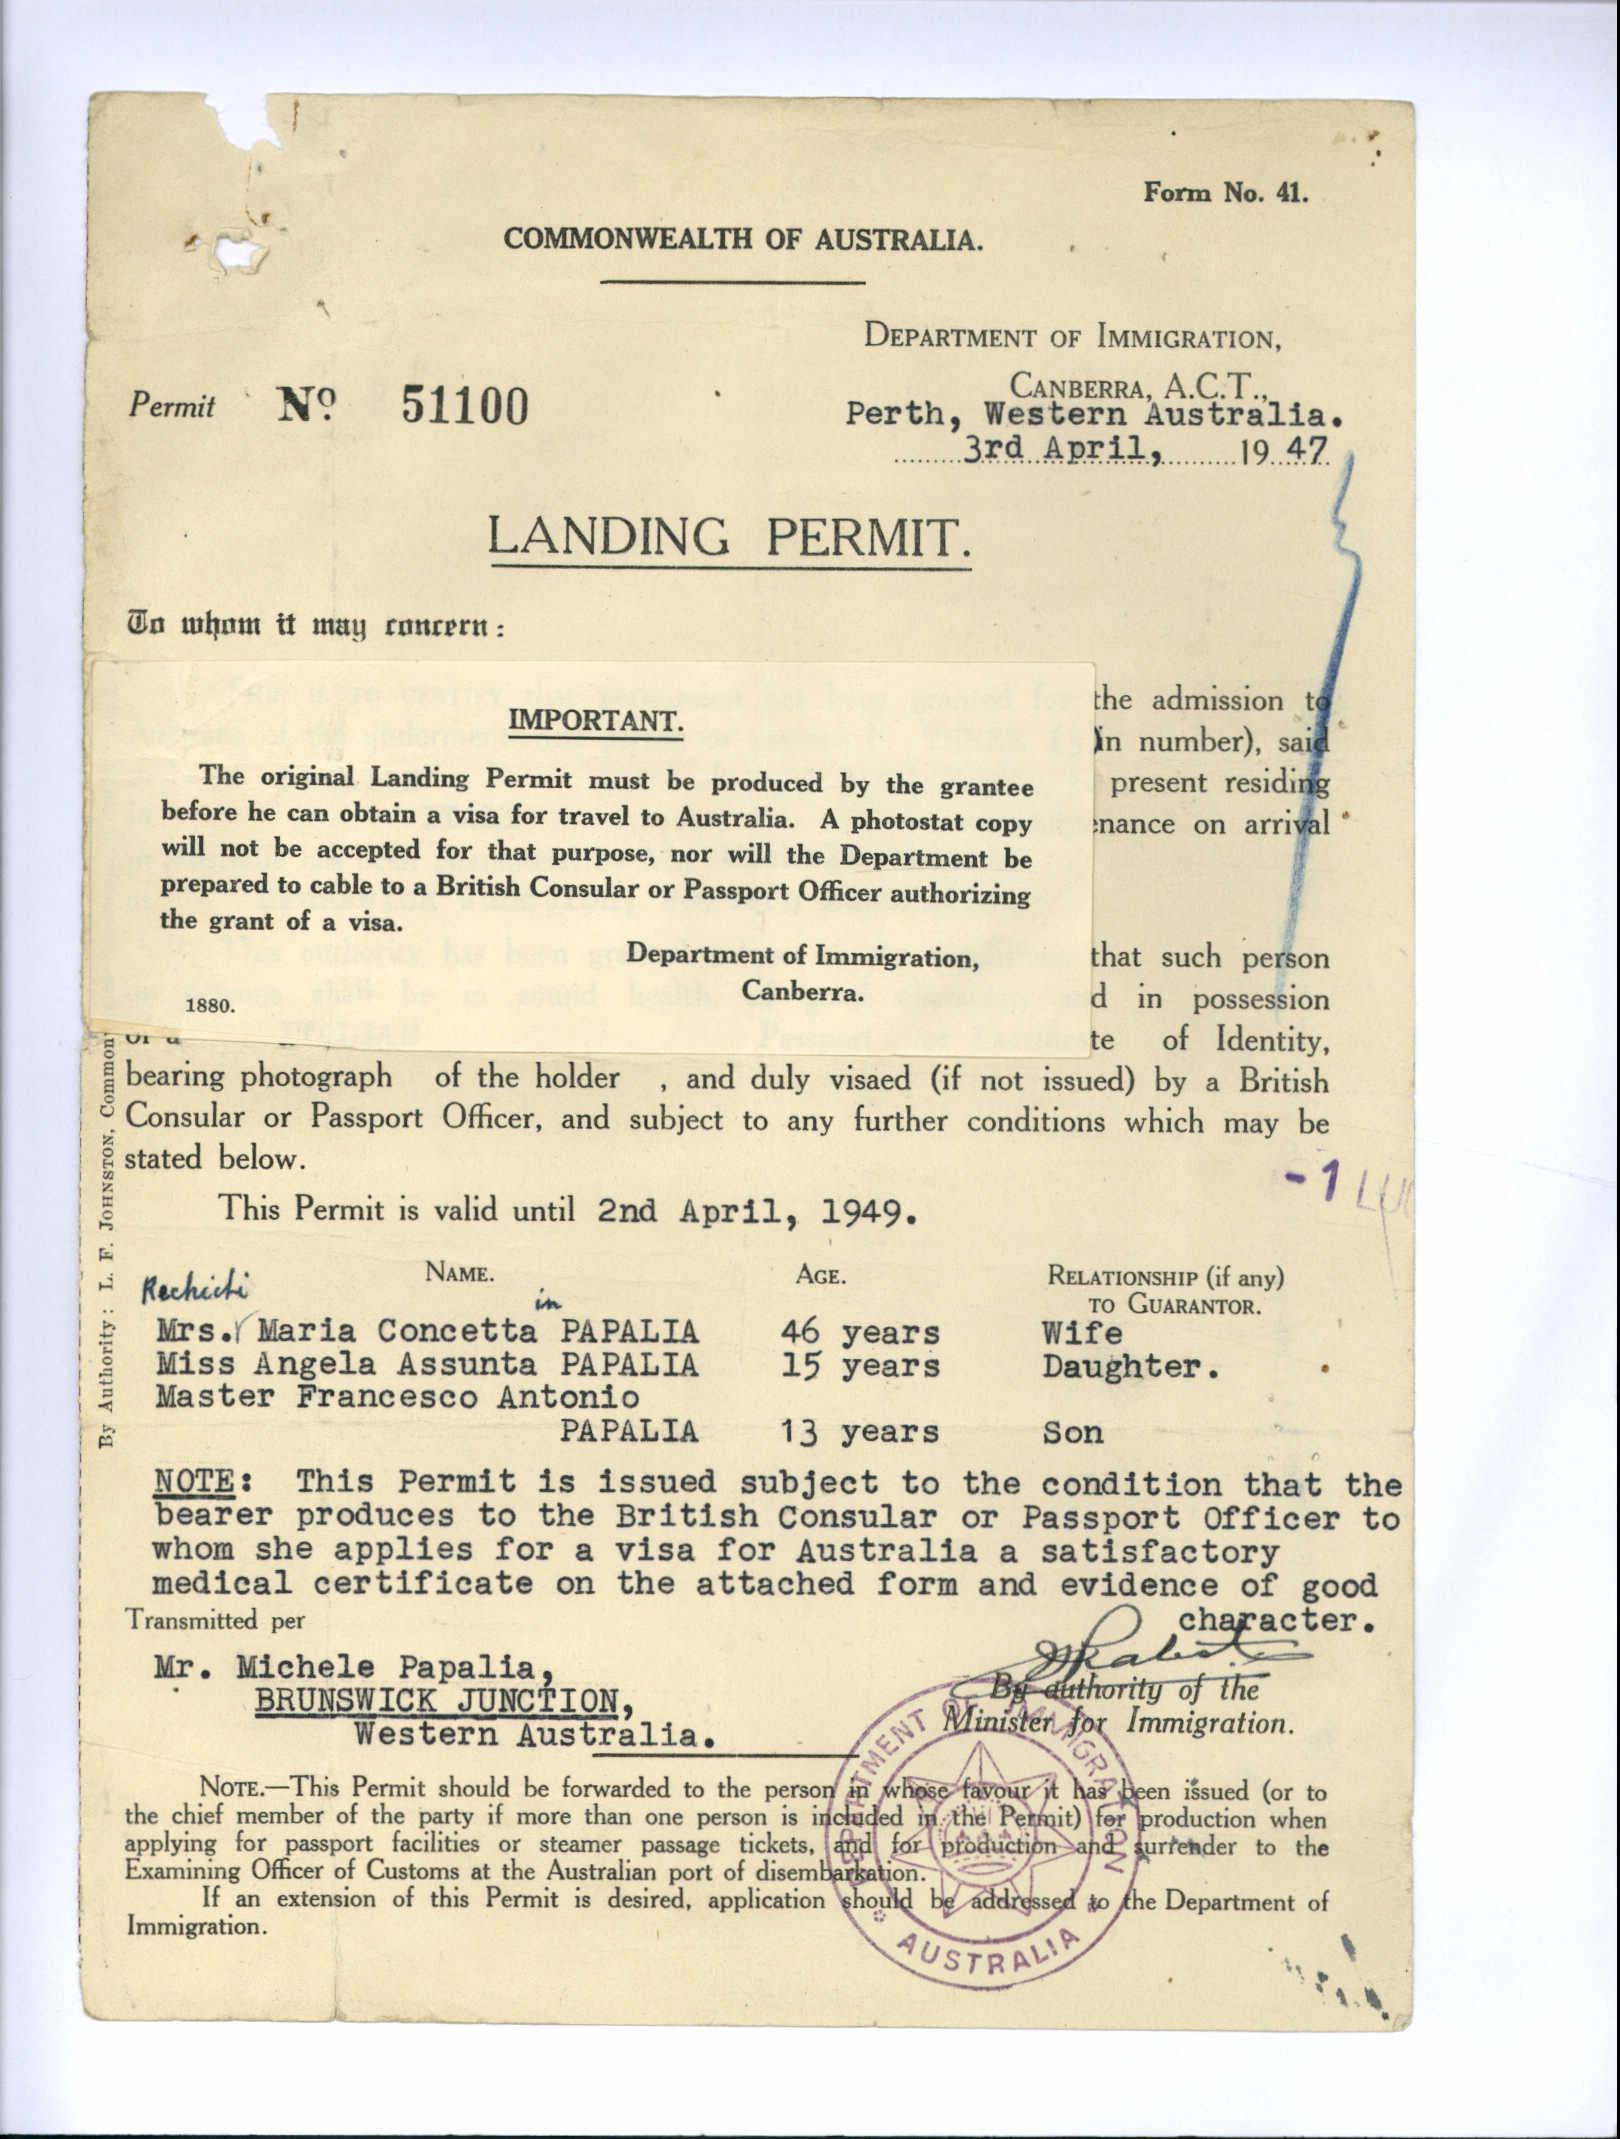 Form No. 41.
COMMONWEALTH OF AUSTRALIA.
DEPARTMENT OF IMMIGRATION,
CANBERRA, A.C.T.,
Permit No. 51100
Perth, Western Australia.
3rd April, 1947.
LANDING PERMIT.
To whom it may concern:
the admission to
in number), said
present residing
nance on arrival
IMPORTANT.
The original Landing Permit must be produced by the grantee
before he can obtain a visa for travel to Australia. A photostat copy
will not be accepted for that purpose, nor will the Department be
prepared to cable to a British Consular or Passport Officer authorizing
the grant of a visa.
Department of Immigration,
Canberra.
1880.
that such person
d in possession
of a te of Identity,
bearing photograph of the holder , and duly visaed (if not issued) by a British
Consular or Passport Officer, and subject to any further conditions which may be
stated below.
-1
This Permit is valid until 2nd April, 1949.
NAME. AGE. RELATIONSHIP (if any)
TO GUARANTOR.
Rechichi in
Mrs. Maria Concetta PAPALIA 46 years Wife
Miss Angela Assunta PAPALIA 15 years Daughter.
Master Francesco Antonio
PAPALIA 13 years Son
NOTE: This Permit is issued subject to the condition that the
bearer produces to the British Consular or Passport Officer to
whom she applies for a visa for Australia a satisfactory
medical certificate on the attached form and evidence of good
character.
Transmitted per
Mr. Michele Papalia,
BRUNSWICK JUNCTION,
Western Australia.
By authority of the
Minister for Immigration.
DEPARTMENT OF IMMIGRATION
AUSTRALIA
NOTE.—This Permit should be forwarded to the person in whose favour it has been issued (or to
the chief member of the party if more than one person is included in the Permit) for production when
applying for passport facilities or steamer passage tickets, and for production and surrender to the
Examining Officer of Customs at the Australian port of disembarkation.
If an extension of this Permit is desired, application should be addressed to the Department of
Immigration.
By Authority: L. F. JOHNSTON, Common